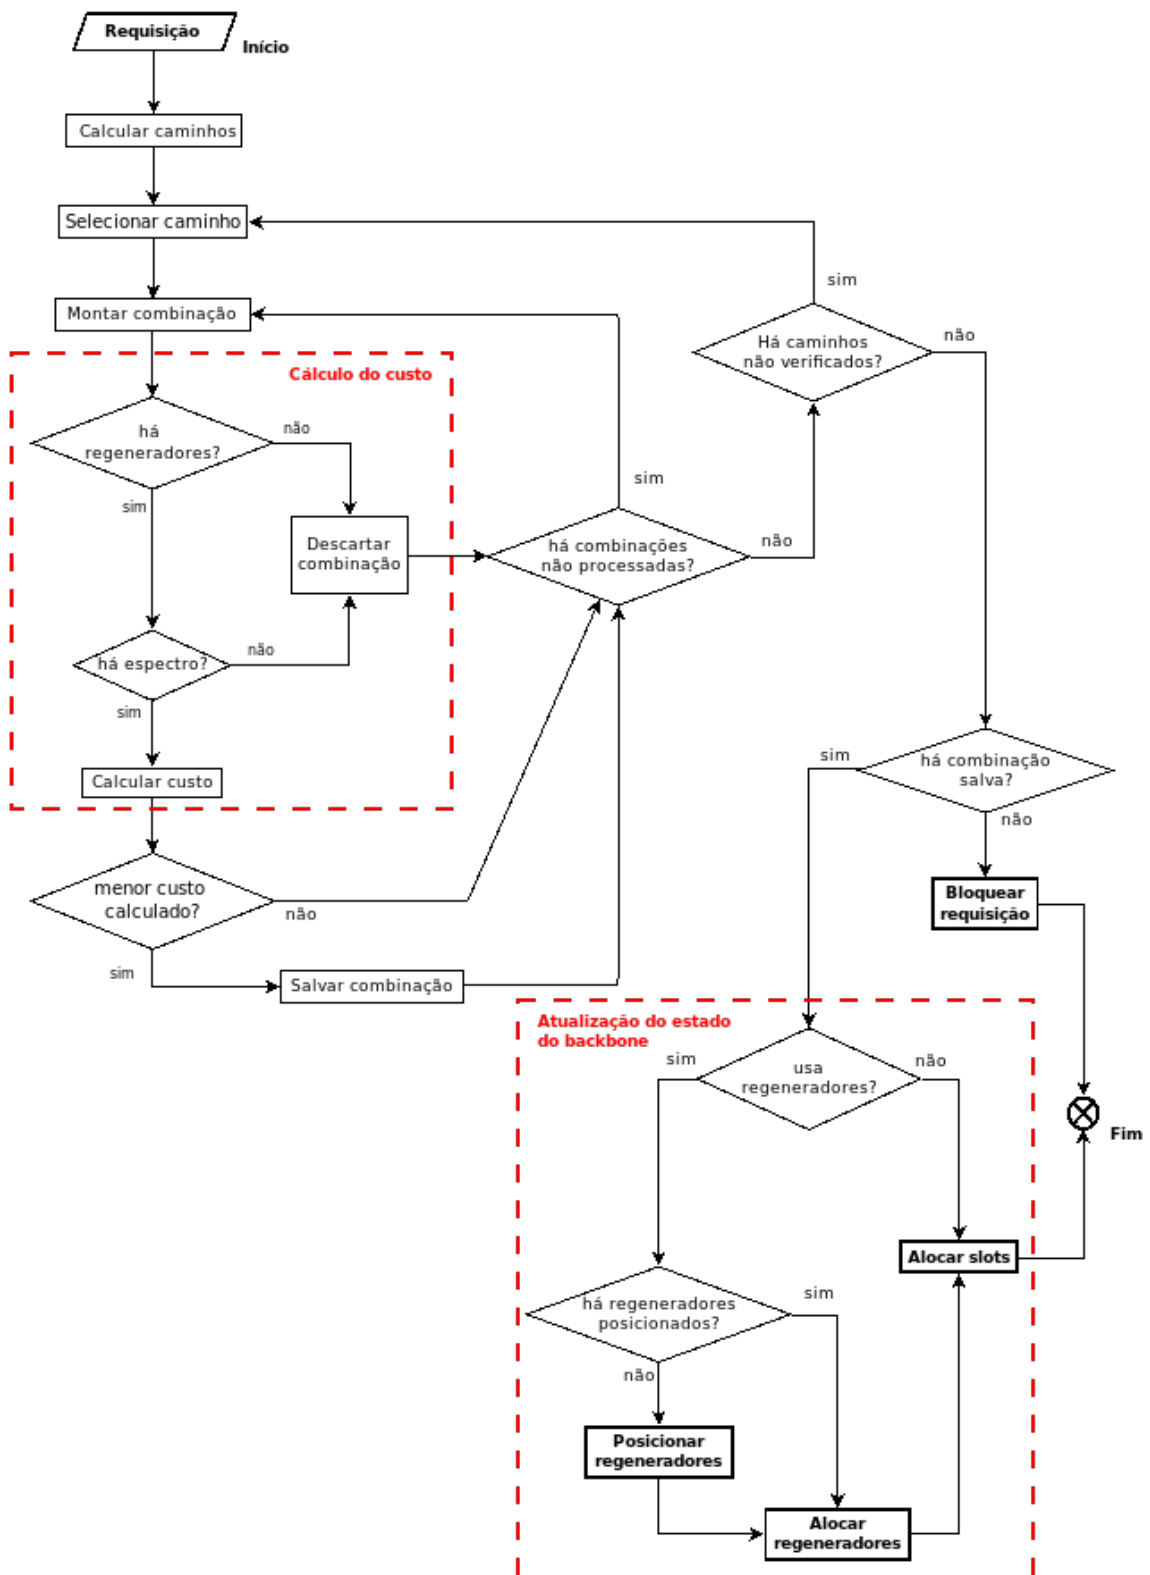 Requisição
Início
Calcular caminhos
Selecionar caminho
sim
Montar combinação
Há caminhos
não verificados?
não
Cálculo do custo
há
regeneradores?
não
sim
Descartar
combinação
sim
há combinações
não processadas?
não
há espectro?
não
sim
Calcular custo
sim
há combinação
salva?
não
menor custo
calculado?
não
sim
Salvar combinação
Bloquear
requisição
Atualização do estado
do backbone
sim
usa
regeneradores?
não
Fim
Alocar slots
há regeneradores
posicionados?
sim
não
Posicionar
regeneradores
Alocar
regeneradores